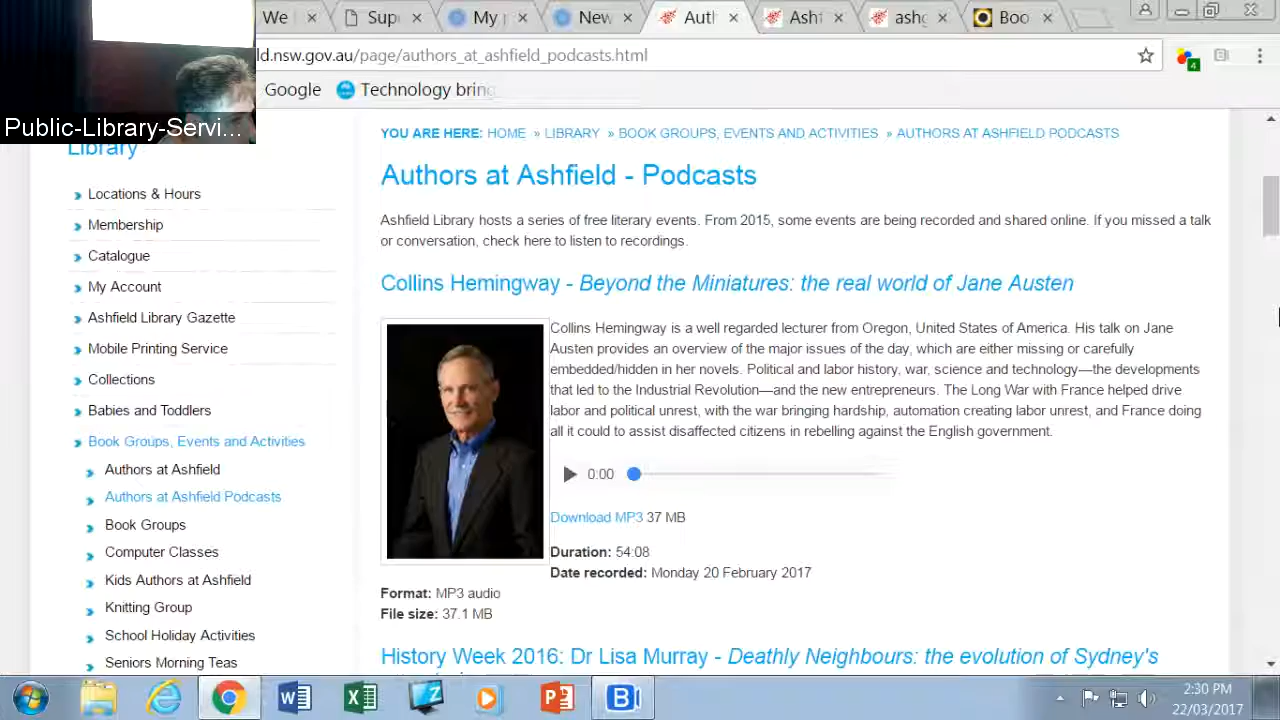 We
Sup
My
New
Auth
Ashf
ashg
Boo
ld.nsw.gov.au/page/authors_at_ashfield_podcasts.html
4
Google
Technology bring
Public-Library-Servi...
YOU ARE HERE: HOME » LIBRARY » BOOK GROUPS, EVENTS AND ACTIVITIES » AUTHORS AT ASHFIELD PODCASTS
Library
Locations & Hours
Membership
Catalogue
My Account
Ashfield Library Gazette
Mobile Printing Service
Collections
Babies and Toddlers
Book Groups, Events and Activities
Authors at Ashfield
Authors at Ashfield Podcasts
Book Groups
Computer Classes
Kids Authors at Ashfield
Knitting Group
School Holiday Activities
Seniors Morning Teas
Authors at Ashfield - Podcasts
Ashfield Library hosts a series of free literary events. From 2015, some events are being recorded and shared online. If you missed a talk
or conversation, check here to listen to recordings.
Collins Hemingway - Beyond the Miniatures: the real world of Jane Austen
Collins Hemingway is a well regarded lecturer from Oregon, United States of America. His talk on Jane
Austen provides an overview of the major issues of the day, which are either missing or carefully
embedded/hidden in her novels. Political and labor history, war, science and technology—the developments
that led to the Industrial Revolution—and the new entrepreneurs. The Long War with France helped drive
labor and political unrest, with the war bringing hardship, automation creating labor unrest, and France doing
all it could to assist disaffected citizens in rebelling against the English government.
0:00
Download MP3 37 MB
Duration: 54:08
Date recorded: Monday 20 February 2017
Format: MP3 audio
File size: 37.1 MB
History Week 2016: Dr Lisa Murray - Deathly Neighbours: the evolution of Sydney's
2:30 PM
22/03/2017